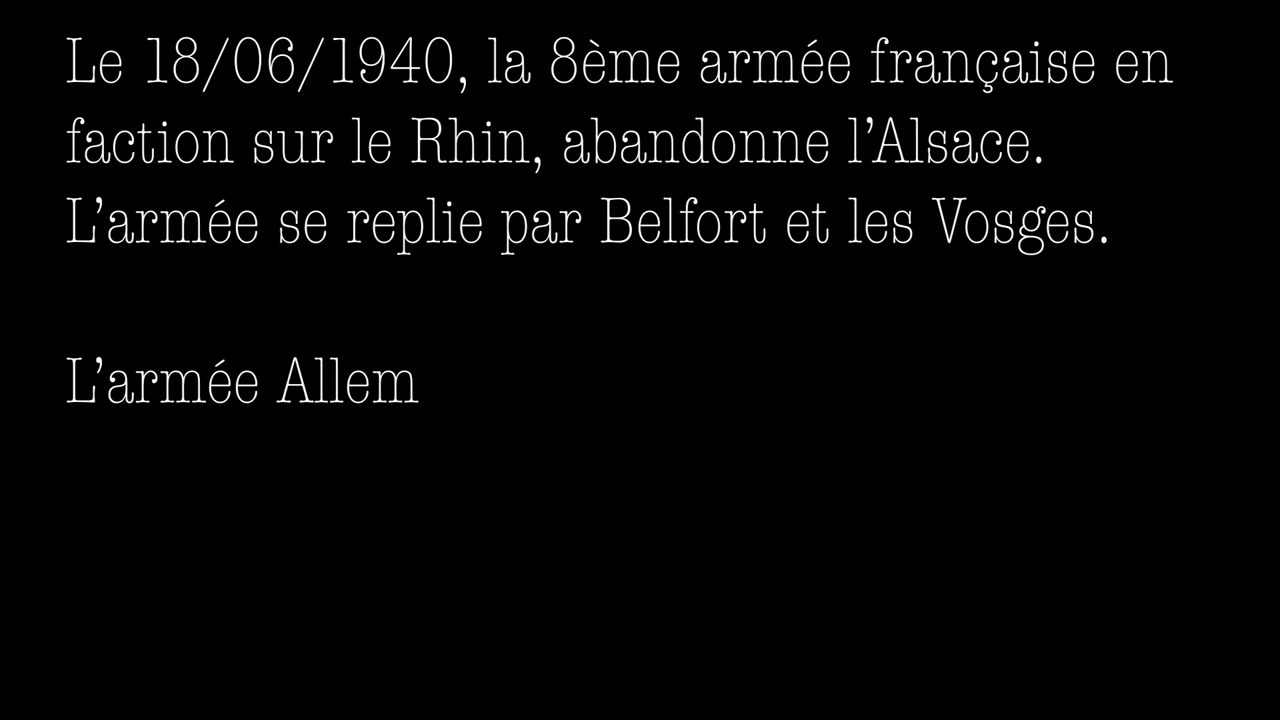 Le 18/06/1940, la 8ème armée française en
faction sur le Rhin, abandonne l’Alsace.
L’armée se replie par Belfort et les Vosges.
L’armée Allem